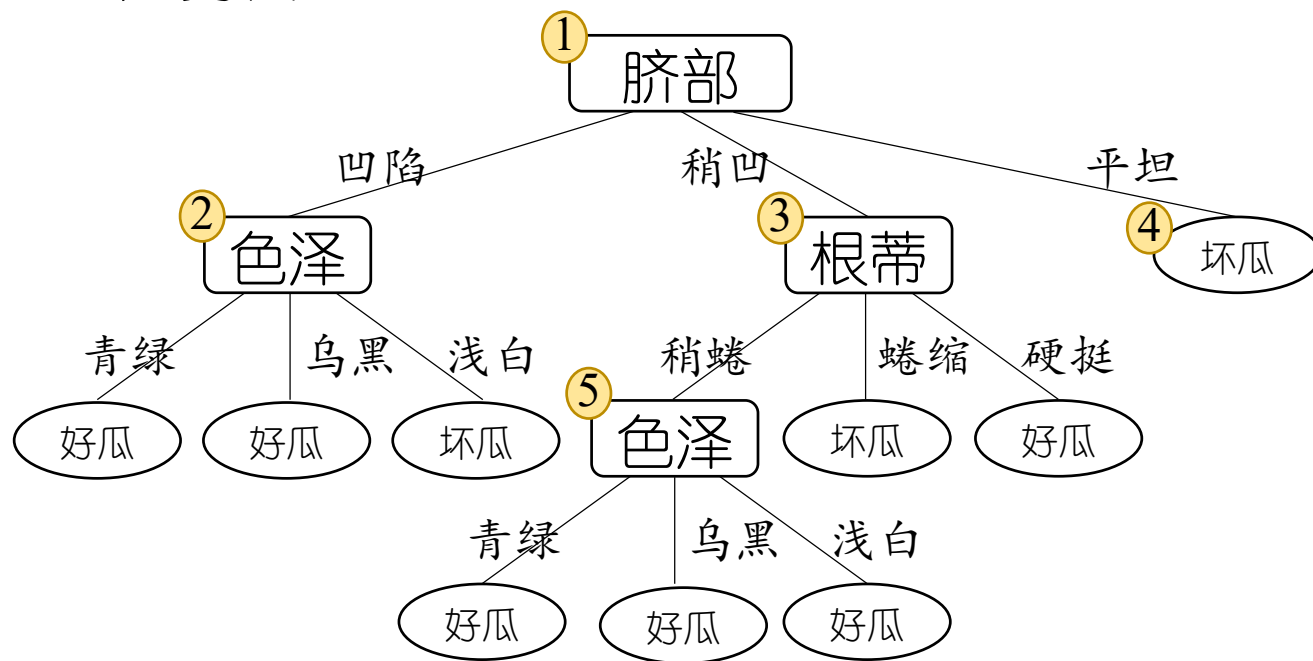 1
脐部
凹陷 稍凹 平坦
2 3 4
色泽 根蒂 坏瓜
青绿 乌黑 浅白 稍蜷 蜷缩 硬挺
5
好瓜 好瓜 坏瓜 色泽 坏瓜 好瓜
青绿 乌黑 浅白
好瓜 好瓜 好瓜